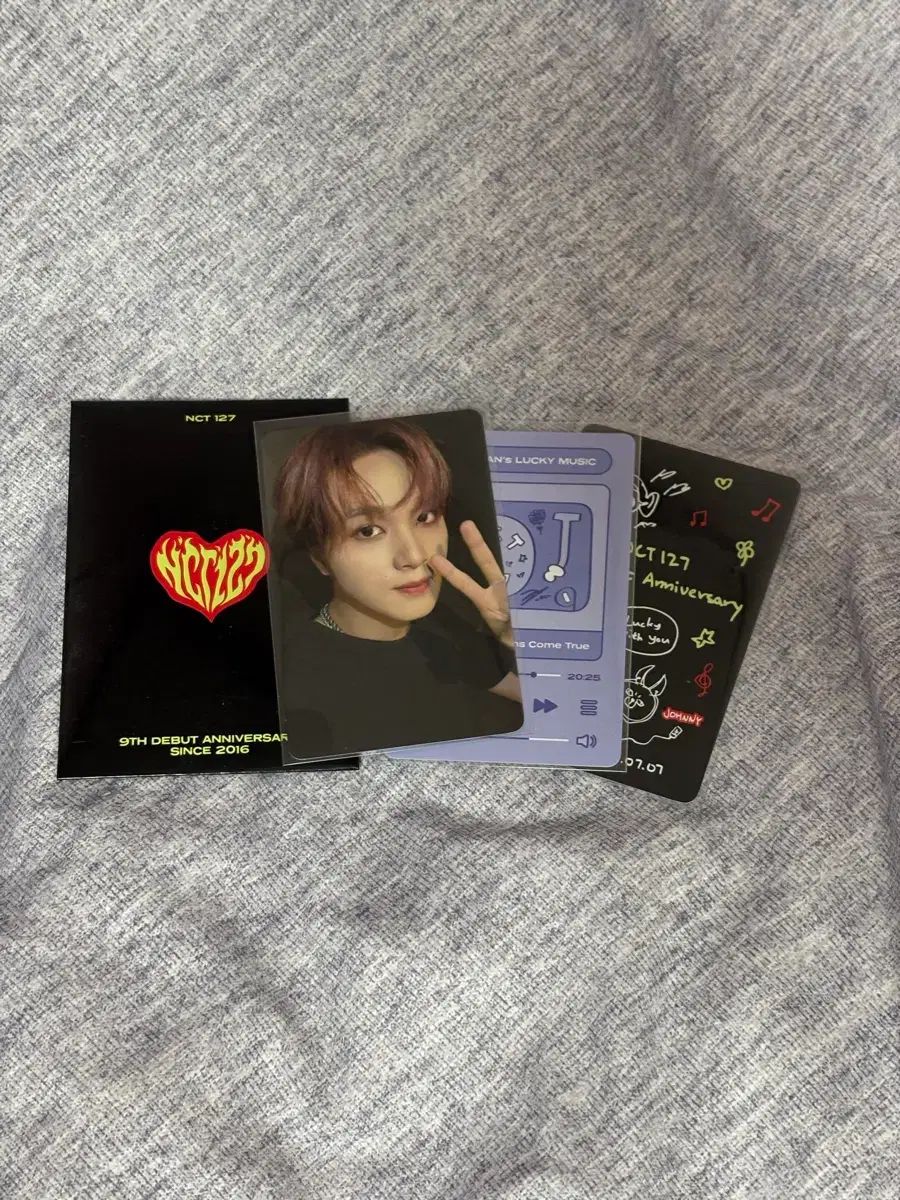 NCT 127
NCT127
9TH DEBUT ANNIVERSAR
SINCE 2016
AN's LUCKY MUSIC
ns Come True
20:25
CT 127
Anniversary
Lucky
with you
JOHNNY
.07.07